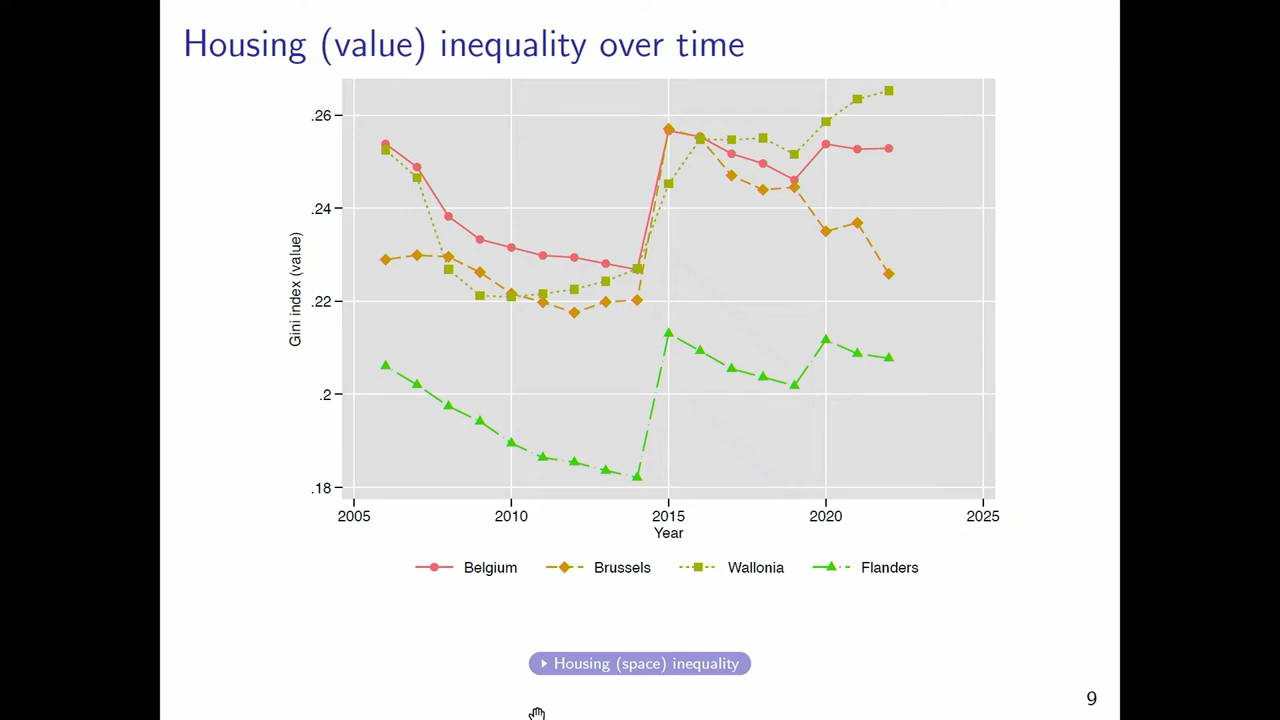 Housing (value) inequality over time
.26
.24
.22
.2
.18
Gini index (value)
2005 2010 2015 2020 2025
Year
Belgium Brussels Wallonia Flanders
Housing (space) inequality
9